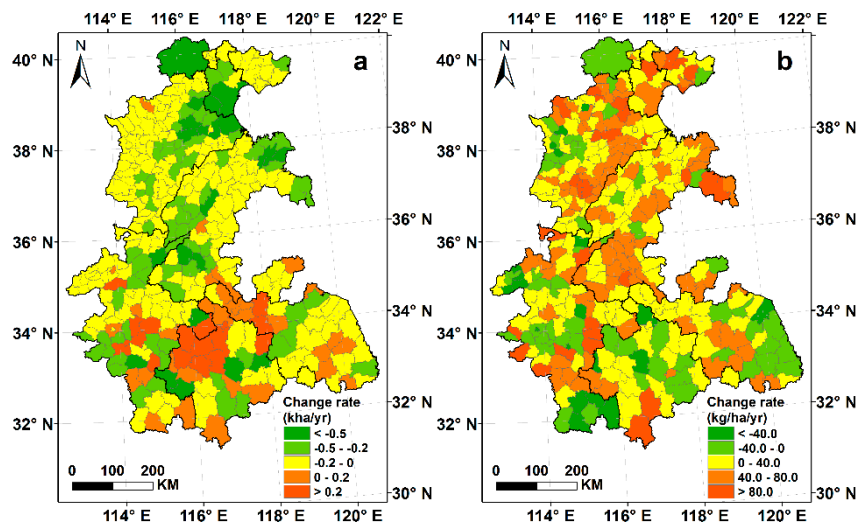 114° E 116° E 118° E 120° E 122° E
114° E 116° E 118° E 120° E 122° E
N
a
N
b
40° N
38° N
36° N
34° N
32° N
40° N
38° N
36° N
34° N
32° N
38° N
36° N
34° N
32° N
30° N
38° N
36° N
34° N
32° N
30° N
Change rate
(kha/yr)
< -0.5
-0.5 - -0.2
-0.2 - 0
0 - 0.2
> 0.2
Change rate
(kg/ha/yr)
< -40.0
-40.0 - 0
0 - 40.0
40.0 - 80.0
> 80.0
0 100 200
KM
0 100 200
KM
114° E 116° E 118° E 120° E
114° E 116° E 118° E 120° E